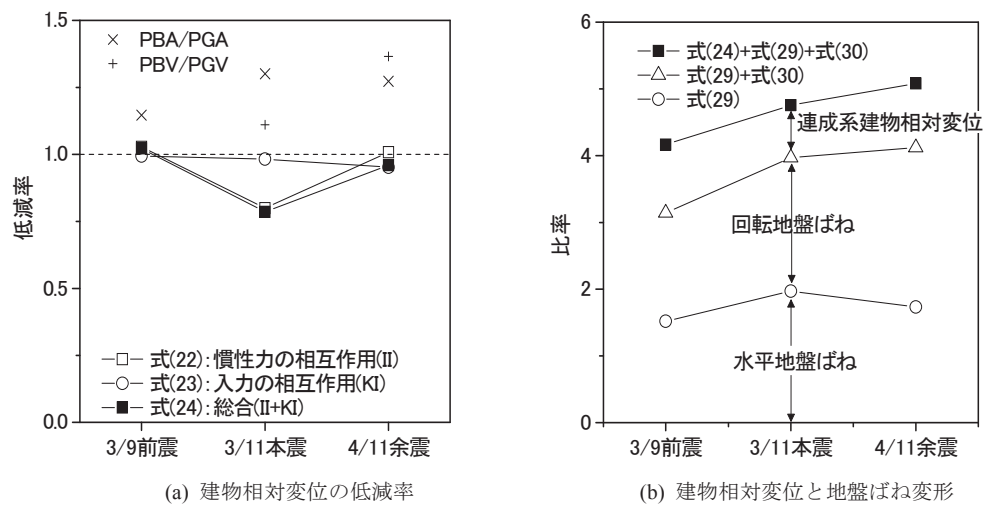 1.5
1.0
0.5
0.0
低減率
× PBA/PGA
+ PBV/PGV
式(22):慣性力の相互作用(II)
式(23):入力の相互作用(KI)
式(24):総合(II+KI)
3/9前震 3/11本震 4/11余震
(a) 建物相対変位の低減率
6
4
2
0
比率
式(24)+式(29)+式(30)
式(29)+式(30)
式(29)
連成系建物相対変位
回転地盤ばね
水平地盤ばね
3/9前震 3/11本震 4/11余震
(b) 建物相対変位と地盤ばね変形